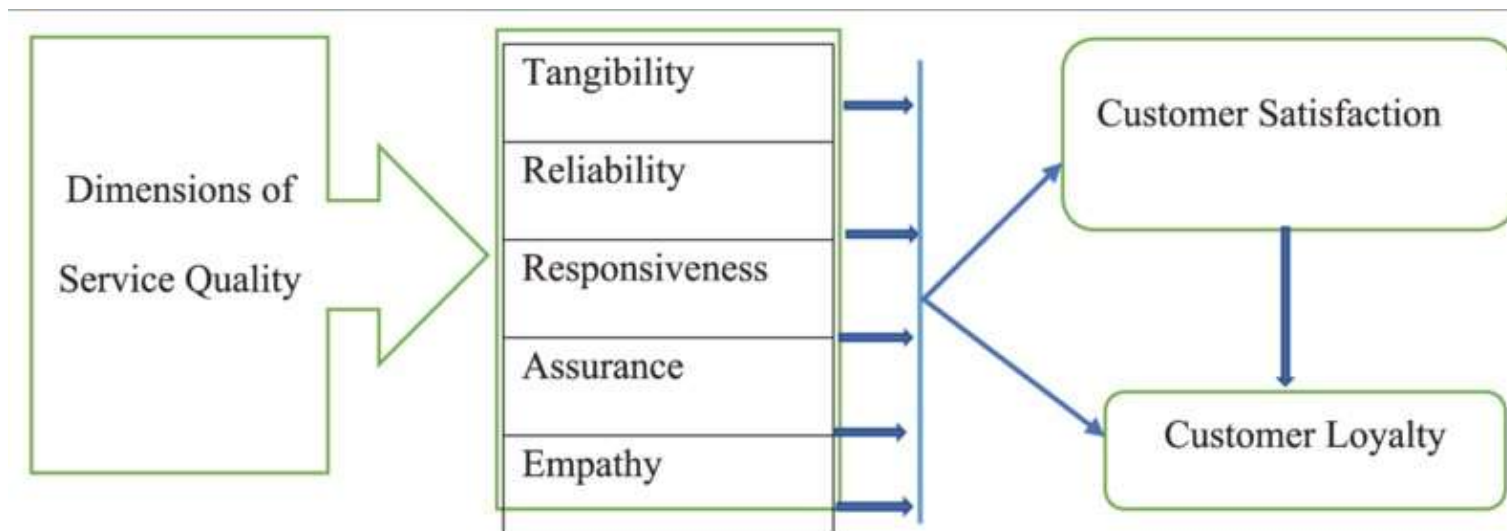 Dimensions of
Service Quality
Tangibility
Reliability
Responsiveness
Assurance
Empathy
Customer Satisfaction
Customer Loyalty